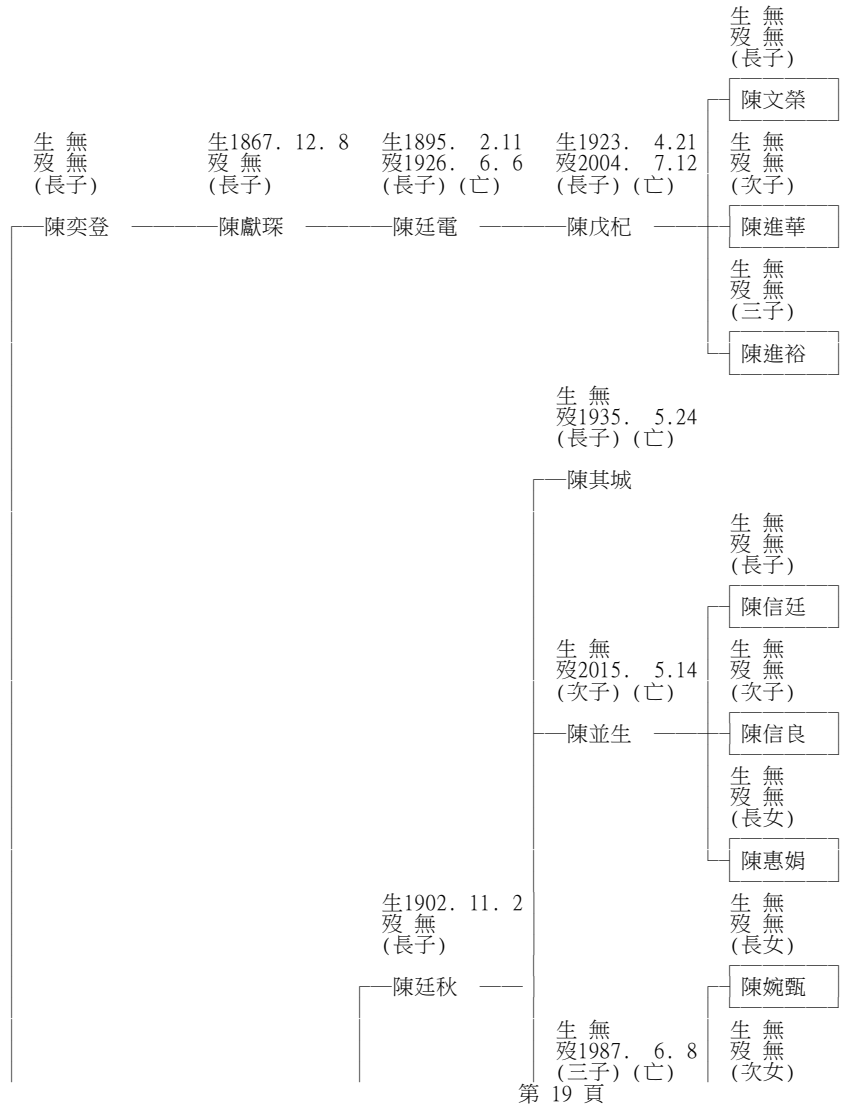 生 無
歿 無
(長子)
陳文榮
生 無 生1867. 12. 8 生1895. 2.11 生1923. 4.21 生 無
歿 無 歿 無 歿1926. 6. 6 歿2004. 7.12 歿 無
(長子) (長子) (長子)(亡) (長子)(亡) (次子)
陳奕登 陳獻琛 陳廷電 陳戊杞 陳進華
生 無
歿 無
(三子)
陳進裕
生 無
歿1935. 5.24
(長子)(亡)
陳其城
生 無
歿 無
(長子)
陳信廷
生 無 生 無
歿2015. 5.14 歿 無
(次子)(亡) (次子)
陳並生 陳信良
生 無
歿 無
(長女)
陳惠娟
生1902. 11. 2 生 無
歿 無 歿 無
(長子) (長女)
陳廷秋 陳婉甄
生 無 生 無
歿1987. 6. 8 歿 無
(三子)(亡) (次女)
第 19 頁